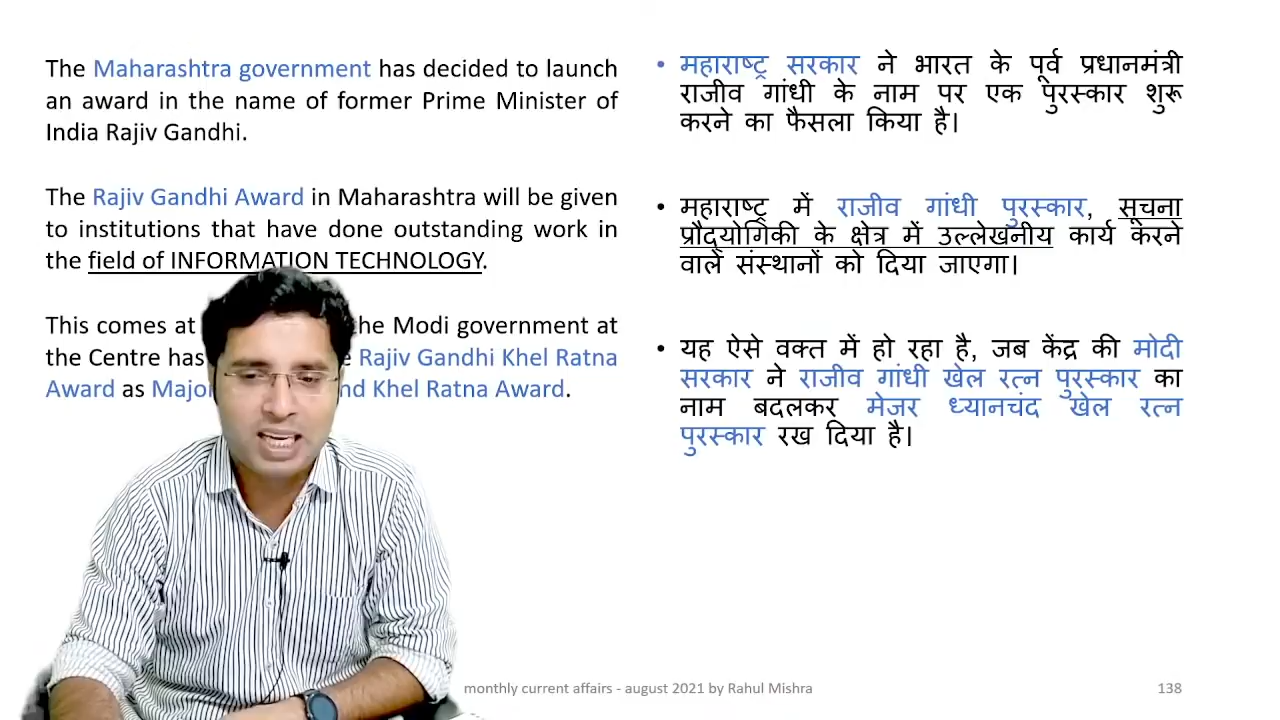 The Maharashtra government has decided to launch
an award in the name of former Prime Minister of
India Rajiv Gandhi.
The Rajiv Gandhi Award in Maharashtra will be given
to institutions that have done outstanding work in
the field of INFORMATION TECHNOLOGY.
This comes at he Modi government at
the Centre has Rajiv Gandhi Khel Ratna
Award as Major nd Khel Ratna Award.
• महाराष्ट्र सरकार ने भारत के पूर्व प्रधानमंत्री
राजीव गांधी के नाम पर एक पुरस्कार शुरू
करने का फैसला किया है।
• महाराष्ट्र में राजीव गांधी पुरस्कार, सूचना
प्रौद्योगिकी के क्षेत्र में उल्लेखनीय कार्य करने
वाले संस्थानों को दिया जाएगा।
• यह ऐसे वक्त में हो रहा है, जब केंद्र की मोदी
सरकार ने राजीव गांधी खेल रत्न पुरस्कार का
नाम बदलकर मेजर ध्यानचंद खेल रत्न
पुरस्कार रख दिया है।
monthly current affairs - august 2021 by Rahul Mishra
138